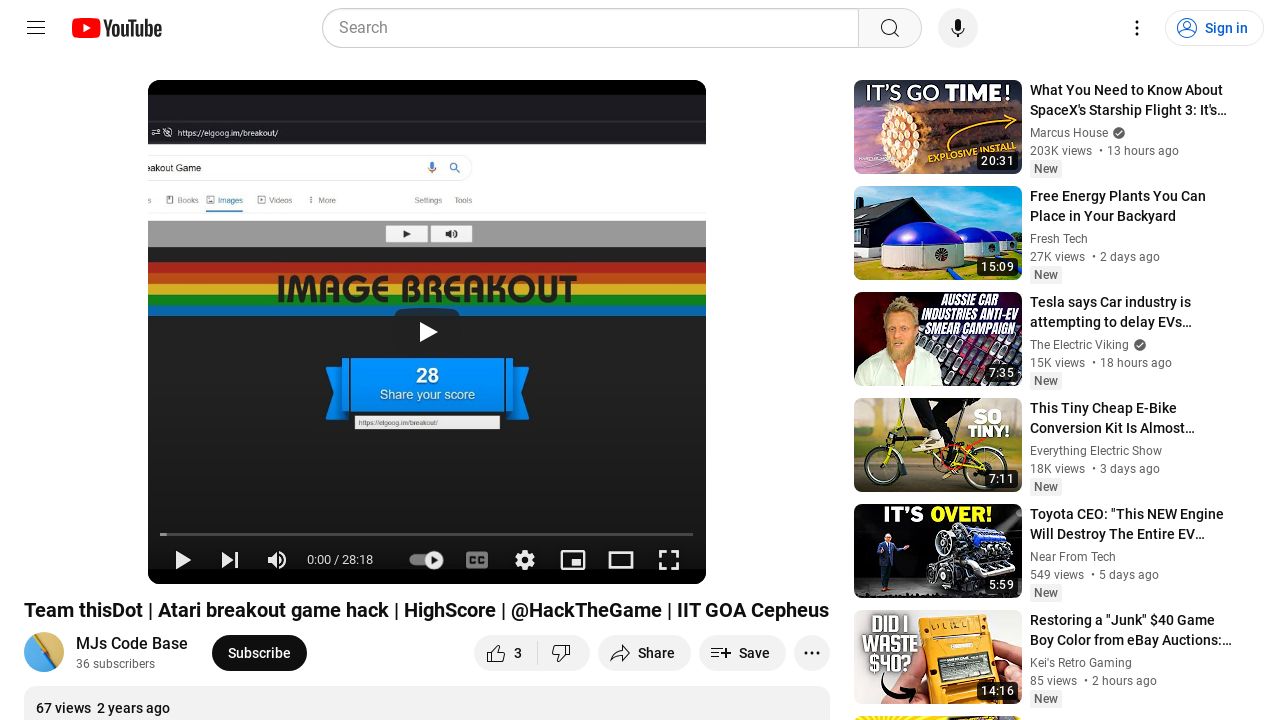 YouTube
Search
Sign in
https://elgoog.im/breakout/
eakout Game
Books
Images
Videos
More
Settings
Tools
IMAGE BREAKOUT
28
Share your score
https://elgoog.im/breakout/
0:00 / 28:18
CC
Team thisDot | Atari breakout game hack | HighScore | @HackTheGame | IIT GOA Cepheus
MJs Code Base
36 subscribers
Subscribe
3
Share
Save
67 views 2 years ago
IT'S GO TIME!
EXPLOSIVE INSTALL
MARCUS HOUSE
20:31
What You Need to Know About
SpaceX's Starship Flight 3: It's…
Marcus House
203K views • 13 hours ago
New
15:09
Free Energy Plants You Can
Place in Your Backyard
Fresh Tech
27K views • 2 days ago
New
AUSSIE CAR
INDUSTRIES ANTI-EV
SMEAR CAMPAIGN
7:35
Tesla says Car industry is
attempting to delay EVs…
The Electric Viking
15K views • 18 hours ago
New
SO
TINY!
7:11
This Tiny Cheap E-Bike
Conversion Kit Is Almost…
Everything Electric Show
18K views • 3 days ago
New
IT'S OVER!
5:59
Toyota CEO: "This NEW Engine
Will Destroy The Entire EV…
Near From Tech
549 views • 5 days ago
New
DID I
WASTE
$40?
14:16
Restoring a "Junk" $40 Game
Boy Color from eBay Auctions:…
Kei's Retro Gaming
85 views • 2 hours ago
New